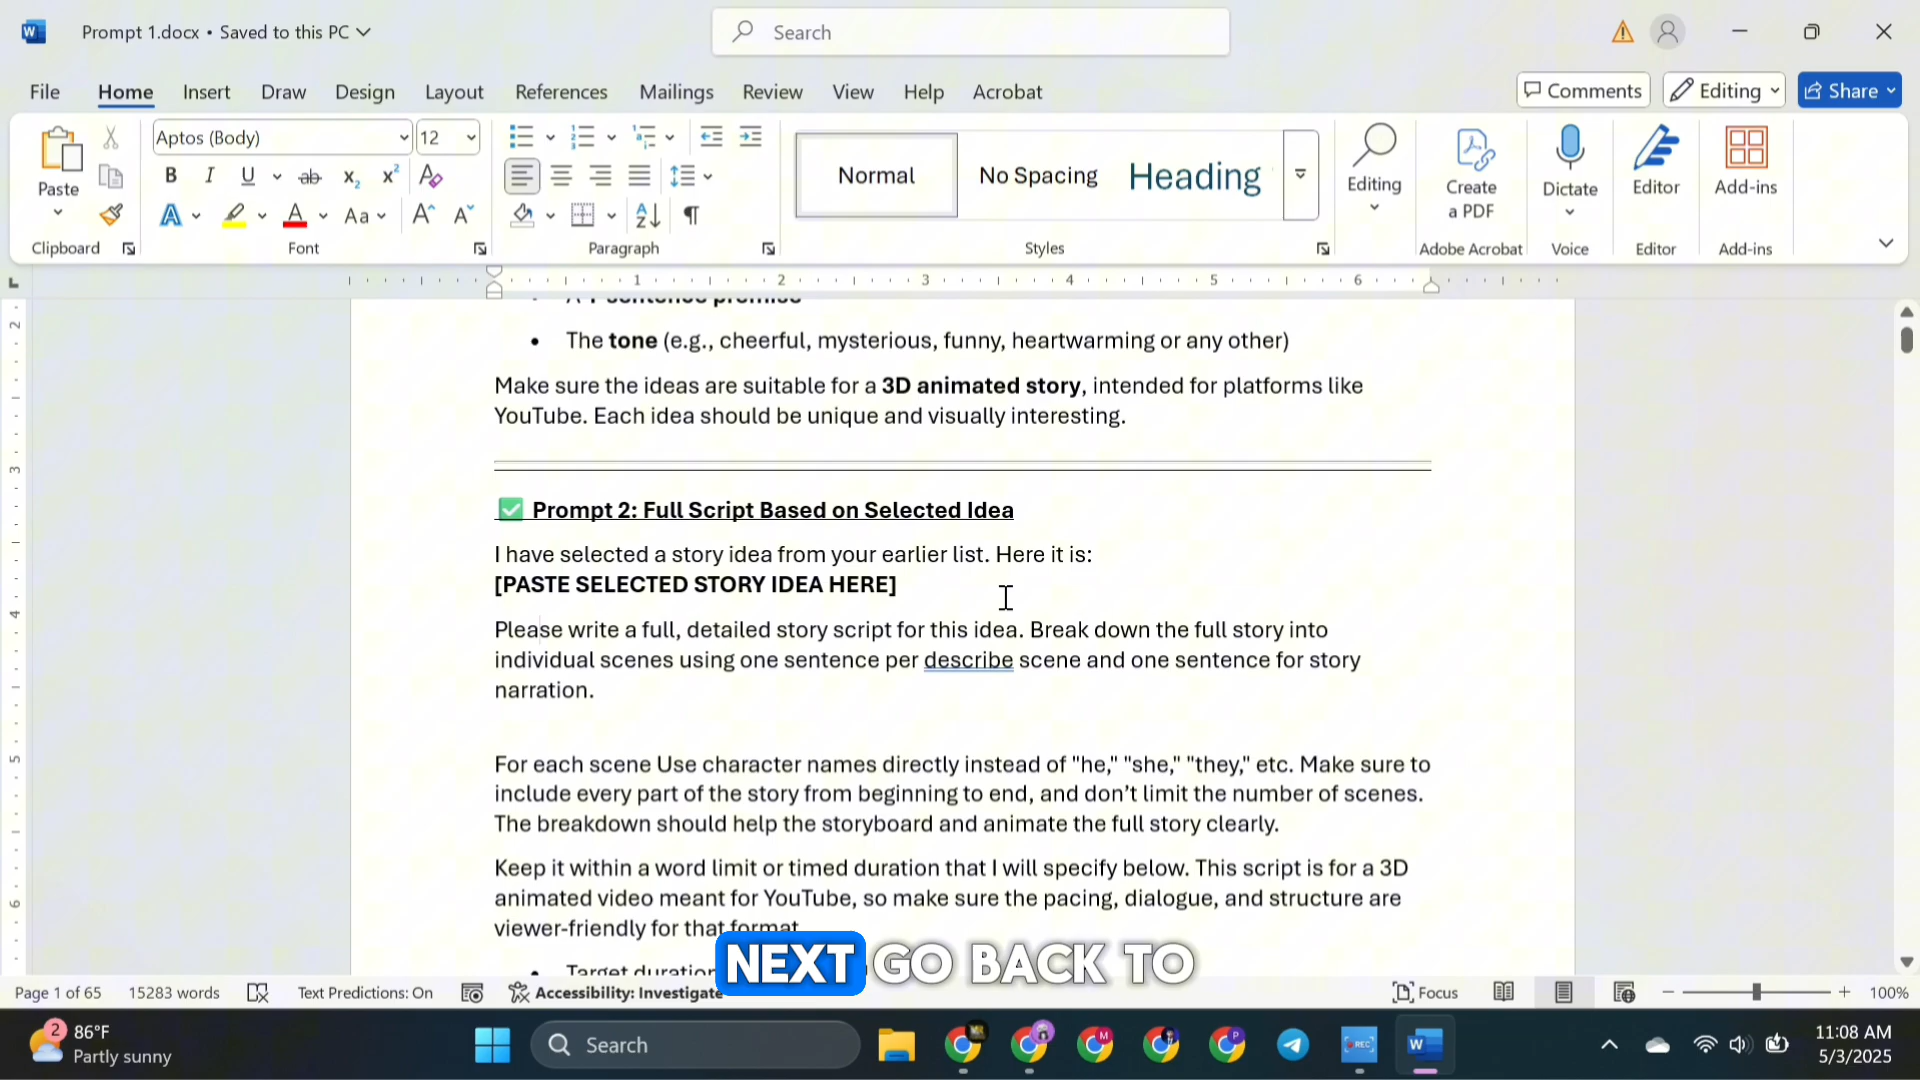 Prompt 1.docx • Saved to this PC
Search
File Home Insert Draw Design Layout References Mailings Review View Help Acrobat
Comments Editing Share
Aptos (Body) 12
Paste
Normal No Spacing Heading
Editing
Create a PDF
Dictate
Editor
Add-ins
Clipboard Font Paragraph Styles Adobe Acrobat Voice Editor Add-ins
1 2 3 4 5 6
The tone (e.g., cheerful, mysterious, funny, heartwarming or any other)
Make sure the ideas are suitable for a 3D animated story, intended for platforms like
YouTube. Each idea should be unique and visually interesting.
Prompt 2: Full Script Based on Selected Idea
I have selected a story idea from your earlier list. Here it is:
[PASTE SELECTED STORY IDEA HERE]
Please write a full, detailed story script for this idea. Break down the full story into
individual scenes using one sentence per describe scene and one sentence for story
narration.
For each scene Use character names directly instead of "he," "she," "they," etc. Make sure to
include every part of the story from beginning to end, and don’t limit the number of scenes.
The breakdown should help the storyboard and animate the full story clearly.
Keep it within a word limit or timed duration that I will specify below. This script is for a 3D
animated video meant for YouTube, so make sure the pacing, dialogue, and structure are
viewer-friendly for that format
Target duration
NEXT GO BACK TO
Page 1 of 65 15283 words Text Predictions: On Accessibility: Investigate Focus 100%
2
86°F
Partly sunny
Search
REC
11:08 AM
5/3/2025